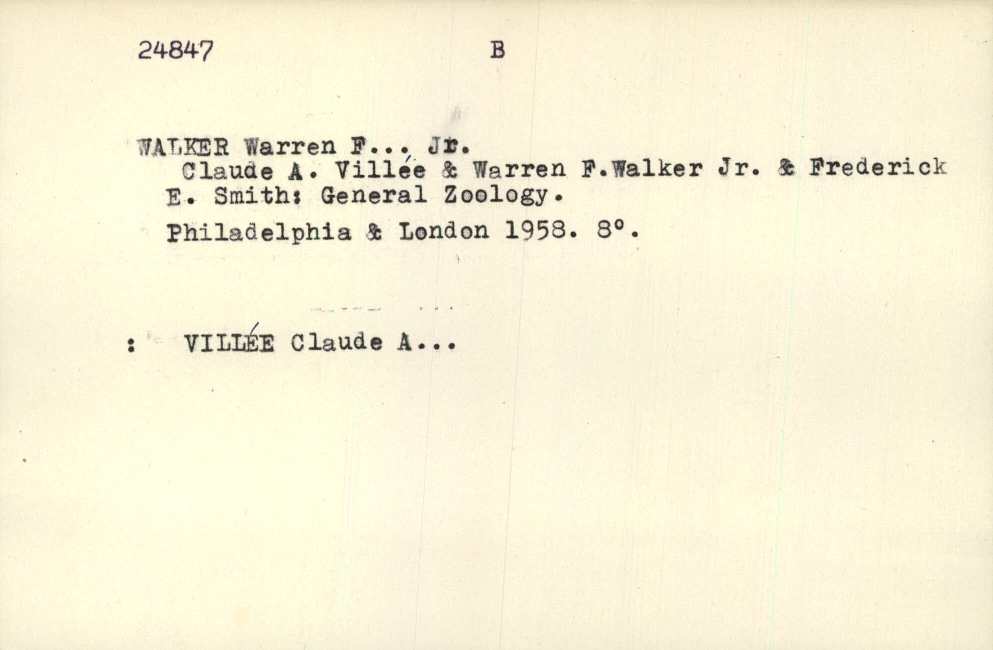 24847 B
WALKER Warren F... Jr.
Claude A. Villée & Warren F.Walker Jr. & Frederick
E. Smith: General Zoology.
Philadelphia & London 1958. 8°.
: VILLÉE Claude A...